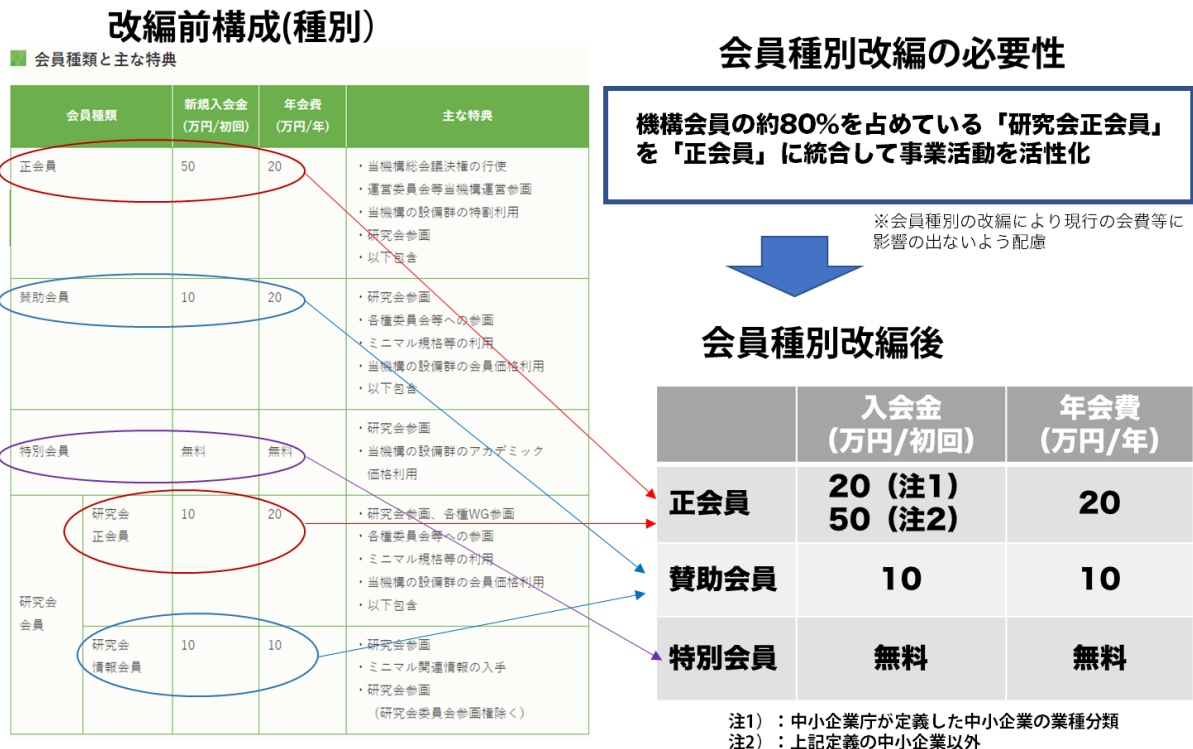 改編前構成(種別）
会員種類と主な特典
会員種類
新規入会金
(万円/初回)
年会費
(万円/年)
主な特典
正会員
50
20
・当機構総会議決権の行使
・運営委員会等当機構運営参画
・当機構の設備群の特割利用
・研究会参画
・以下包含
賛助会員
10
20
・研究会参画
・各種委員会等への参画
・ミニマル規格等の利用
・当機構の設備群の会員価格利用
・以下包含
特別会員
無料
無料
・研究会参画
・当機構の設備群のアカデミック
価格利用
研究会
会員
研究会
正会員
10
20
・研究会参画、各種WG参画
・各種委員会等への参画
・ミニマル規格等の利用
・当機構の設備群の会員価格利用
・以下包含
研究会
情報会員
10
10
・研究会参画
・ミニマル関連情報の入手
・研究会参画
（研究会委員会参画権除く）
会員種別改編の必要性
機構会員の約80%を占めている「研究会正会員」
を「正会員」に統合して事業活動を活性化
※会員種別の改編により現行の会費等に
影響の出ないよう配慮
会員種別改編後
入会金
(万円/初回)
年会費
(万円/年)
正会員
20（注1）
50（注2）
20
賛助会員
10
10
特別会員
無料
無料
注1）：中小企業庁が定義した中小企業の業種分類
注2）：上記定義の中小企業以外